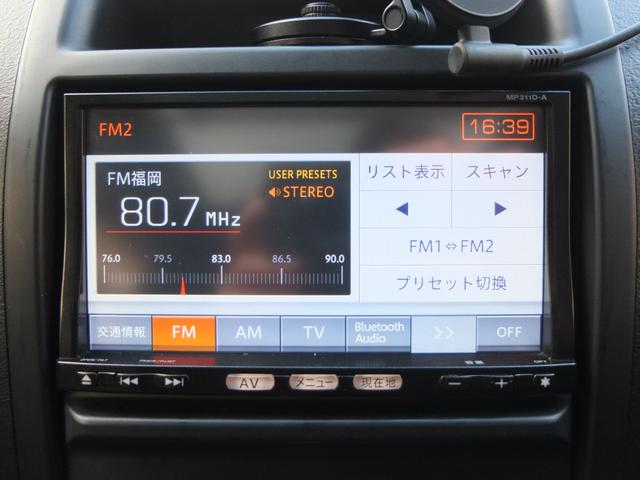 MP311D-A
FM2
16:39
FM福岡
USER PRESETS
STEREO
80.7 MHz
76.0 79.5 83.0 86.5 90.0
リスト表示 スキャン
FM1⇔FM2
プリセット切換
交通情報 FM AM TV Bluetooth Audio >> OFF
AV メニュー 現在地